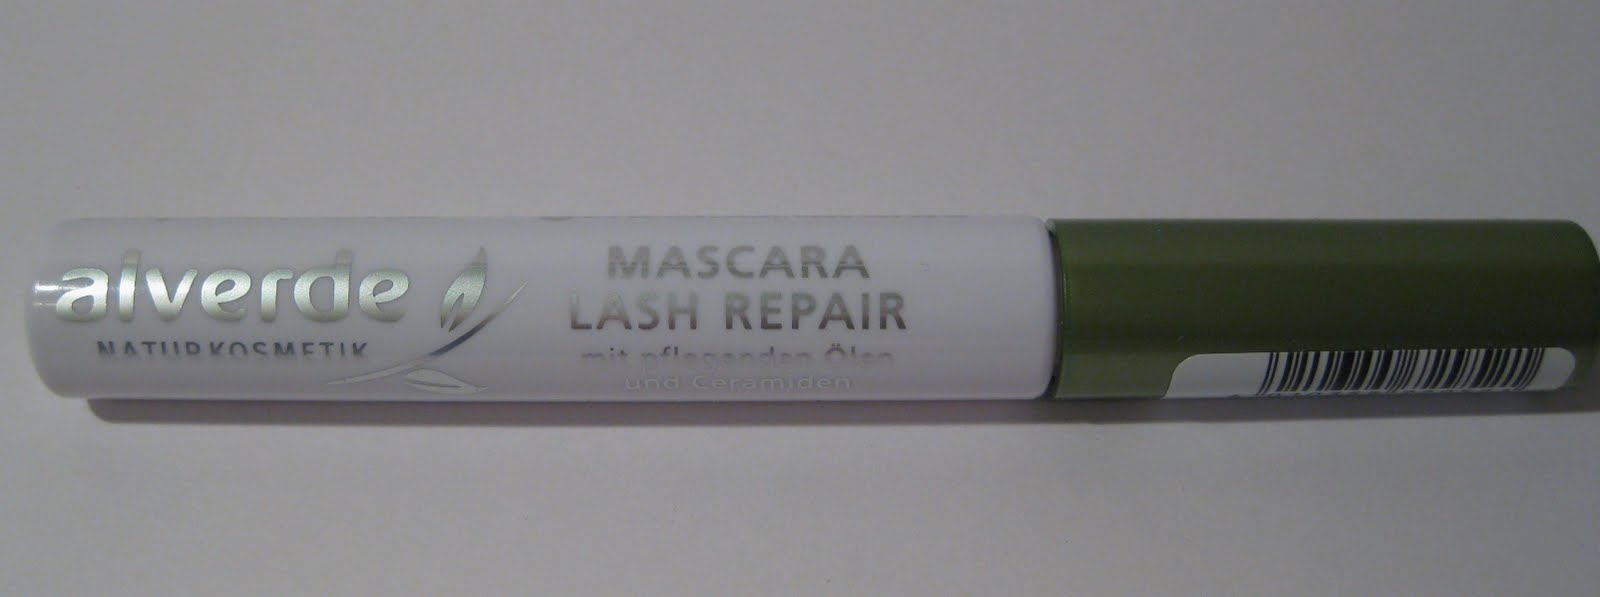 alverde
NATURKOSMETIK
MASCARA
LASH REPAIR
mit pflegenden Ölen
und Ceramiden